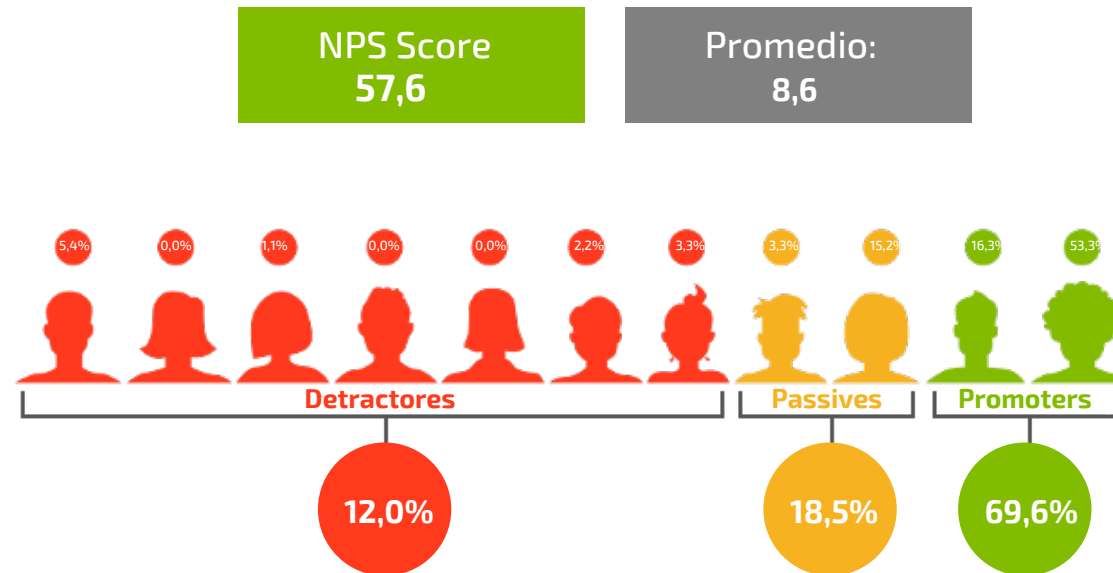 NPS Score
57,6
Promedio:
8,6
5,4% 0,0% 1,1% 0,0% 0,0% 2,2% 3,3% 3,3% 15,2% 16,3% 53,3%
Detractores Passives Promoters
12,0% 18,5% 69,6%